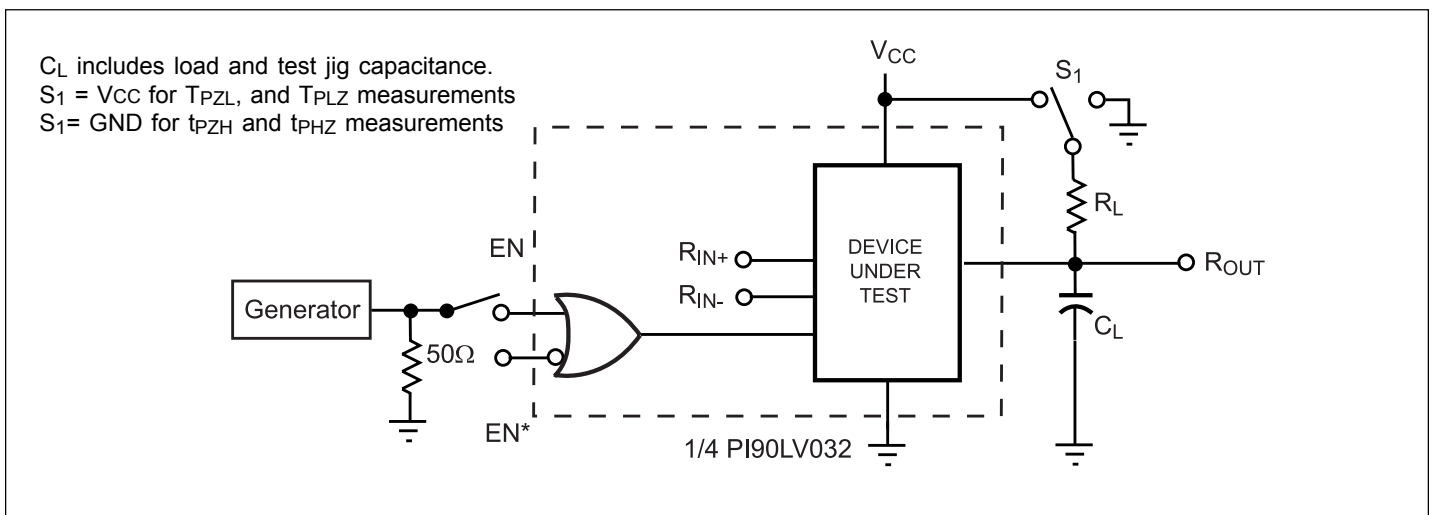 CL includes load and test jig capacitance.
S1 = VCC for TPZL, and TPLZ measurements
S1= GND for tPZH and tPHZ measurements
VCC
S1
RL
EN
RIN+
RIN-
DEVICE
UNDER
TEST
ROUT
Generator
50Ω
CL
EN*
1/4 PI90LV032